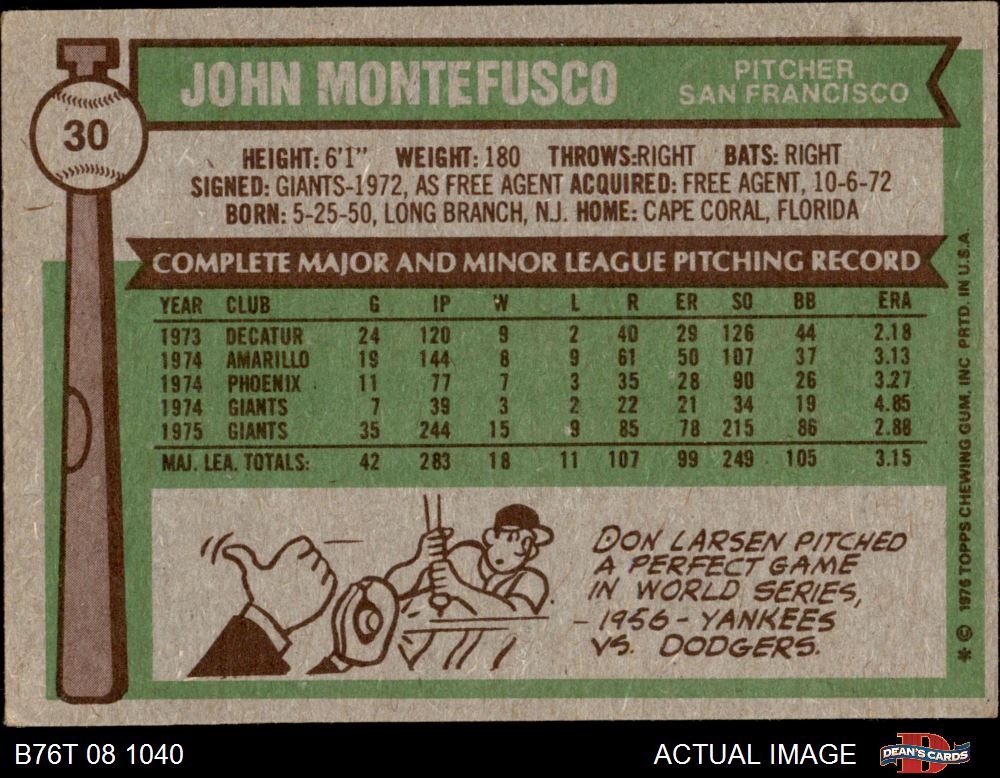 JOHN MONTEFUSCO
PITCHER
SAN FRANCISCO
30
HEIGHT: 6'1" WEIGHT: 180 THROWS:RIGHT BATS: RIGHT
SIGNED: GIANTS-1972, AS FREE AGENT ACQUIRED: FREE AGENT, 10-6-72
BORN: 5-25-50, LONG BRANCH, N.J. HOME: CAPE CORAL, FLORIDA
COMPLETE MAJOR AND MINOR LEAGUE PITCHING RECORD
YEAR CLUB G IP W L R ER SO BB ERA
1973 DECATUR 24 120 9 2 40 29 126 44 2.18
1974 AMARILLO 19 144 8 9 61 50 107 37 3.13
1974 PHOENIX 11 77 7 3 35 28 90 26 3.27
1974 GIANTS 7 39 3 2 22 21 34 19 4.85
1975 GIANTS 35 244 15 9 85 78 215 86 2.88
MAJ. LEA. TOTALS: 42 283 18 11 107 99 249 105 3.15
DON LARSEN PITCHED
A PERFECT GAME
IN WORLD SERIES,
-1956-YANKEES
VS. DODGERS.
* © 1976 TOPPS CHEWING GUM, INC PRTD. IN U.S.A.
B76T 08 1040
ACTUAL IMAGE
DEAN'S CARDS